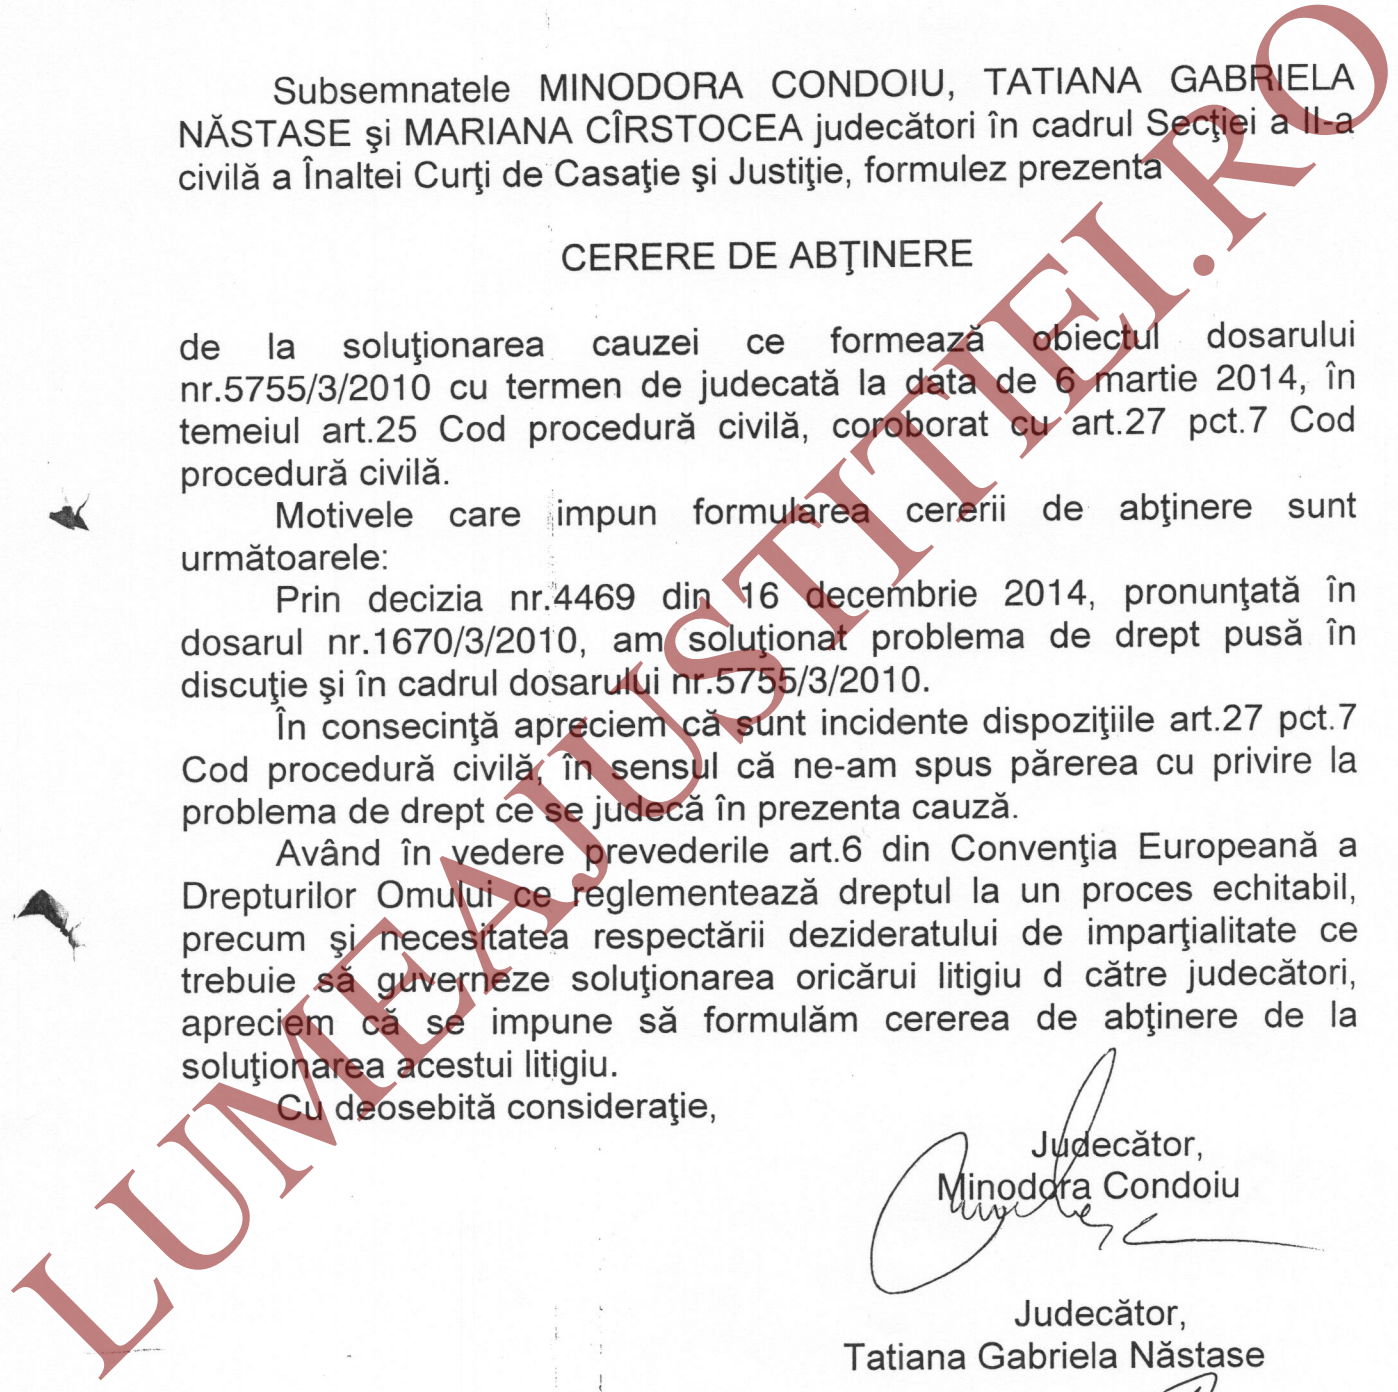 Subsemnatele MINODORA CONDOIU, TATIANA GABRIELA
NĂSTASE şi MARIANA CÎRSTOCEA judecători în cadrul Secţiei a II-a
civilă a Înaltei Curţi de Casaţie şi Justiţie, formulez prezenta
CERERE DE ABŢINERE
de la soluţionarea cauzei ce formează obiectul dosarului
nr.5755/3/2010 cu termen de judecată la data de 6 martie 2014, în
temeiul art.25 Cod procedură civilă, coroborat cu art.27 pct.7 Cod
procedură civilă.
Motivele care impun formularea cererii de abţinere sunt
următoarele:
Prin decizia nr.4469 din 16 decembrie 2014, pronunţată în
dosarul nr.1670/3/2010, am soluţionat problema de drept pusă în
discuţie şi în cadrul dosarului nr.5755/3/2010.
În consecinţă apreciem că sunt incidente dispoziţiile art.27 pct.7
Cod procedură civilă, în sensul că ne-am spus părerea cu privire la
problema de drept ce se judecă în prezenta cauză.
Având în vedere prevederile art.6 din Convenţia Europeană a
Drepturilor Omului ce reglementează dreptul la un proces echitabil,
precum şi necesitatea respectării dezideratului de imparţialitate ce
trebuie să guverneze soluţionarea oricărui litigiu d către judecători,
apreciem că se impune să formulăm cererea de abţinere de la
soluţionarea acestui litigiu.
Cu deosebită consideraţie,
Judecător,
Minodora Condoiu
Judecător,
Tatiana Gabriela Năstase
LUMEAJUSTITIEI.RO